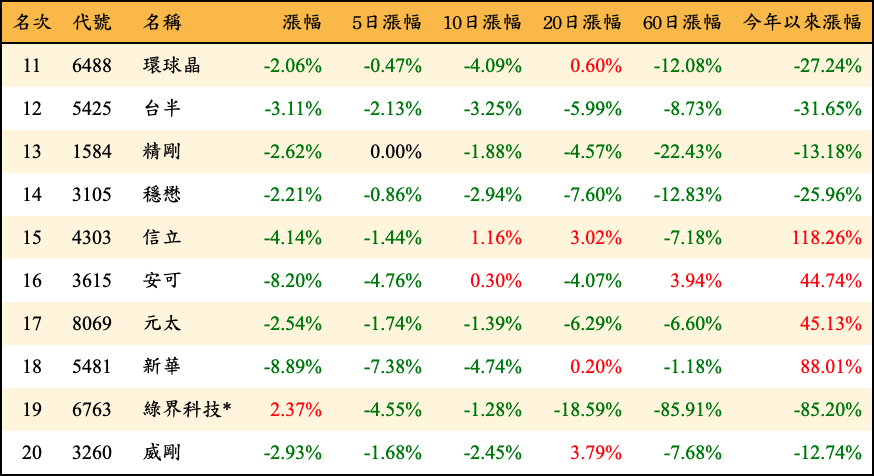 名次 代號 名稱 漲幅 5日漲幅 10日漲幅 20日漲幅 60日漲幅 今年以來漲幅
11 6488 環球晶 -2.06% -0.47% -4.09% 0.60% -12.08% -27.24%
12 5425 台半 -3.11% -2.13% -3.25% -5.99% -8.73% -31.65%
13 1584 精剛 -2.62% 0.00% -1.88% -4.57% -22.43% -13.18%
14 3105 穩懋 -2.21% -0.86% -2.94% -7.60% -12.83% -25.96%
15 4303 信立 -4.14% -1.44% 1.16% 3.02% -7.18% 118.26%
16 3615 安可 -8.20% -4.76% 0.30% -4.07% 3.94% 44.74%
17 8069 元太 -2.54% -1.74% -1.39% -6.29% -6.60% 45.13%
18 5481 新華 -8.89% -7.38% -4.74% 0.20% -1.18% 88.01%
19 6763 綠界科技* 2.37% -4.55% -1.28% -18.59% -85.91% -85.20%
20 3260 威剛 -2.93% -1.68% -2.45% 3.79% -7.68% -12.74%